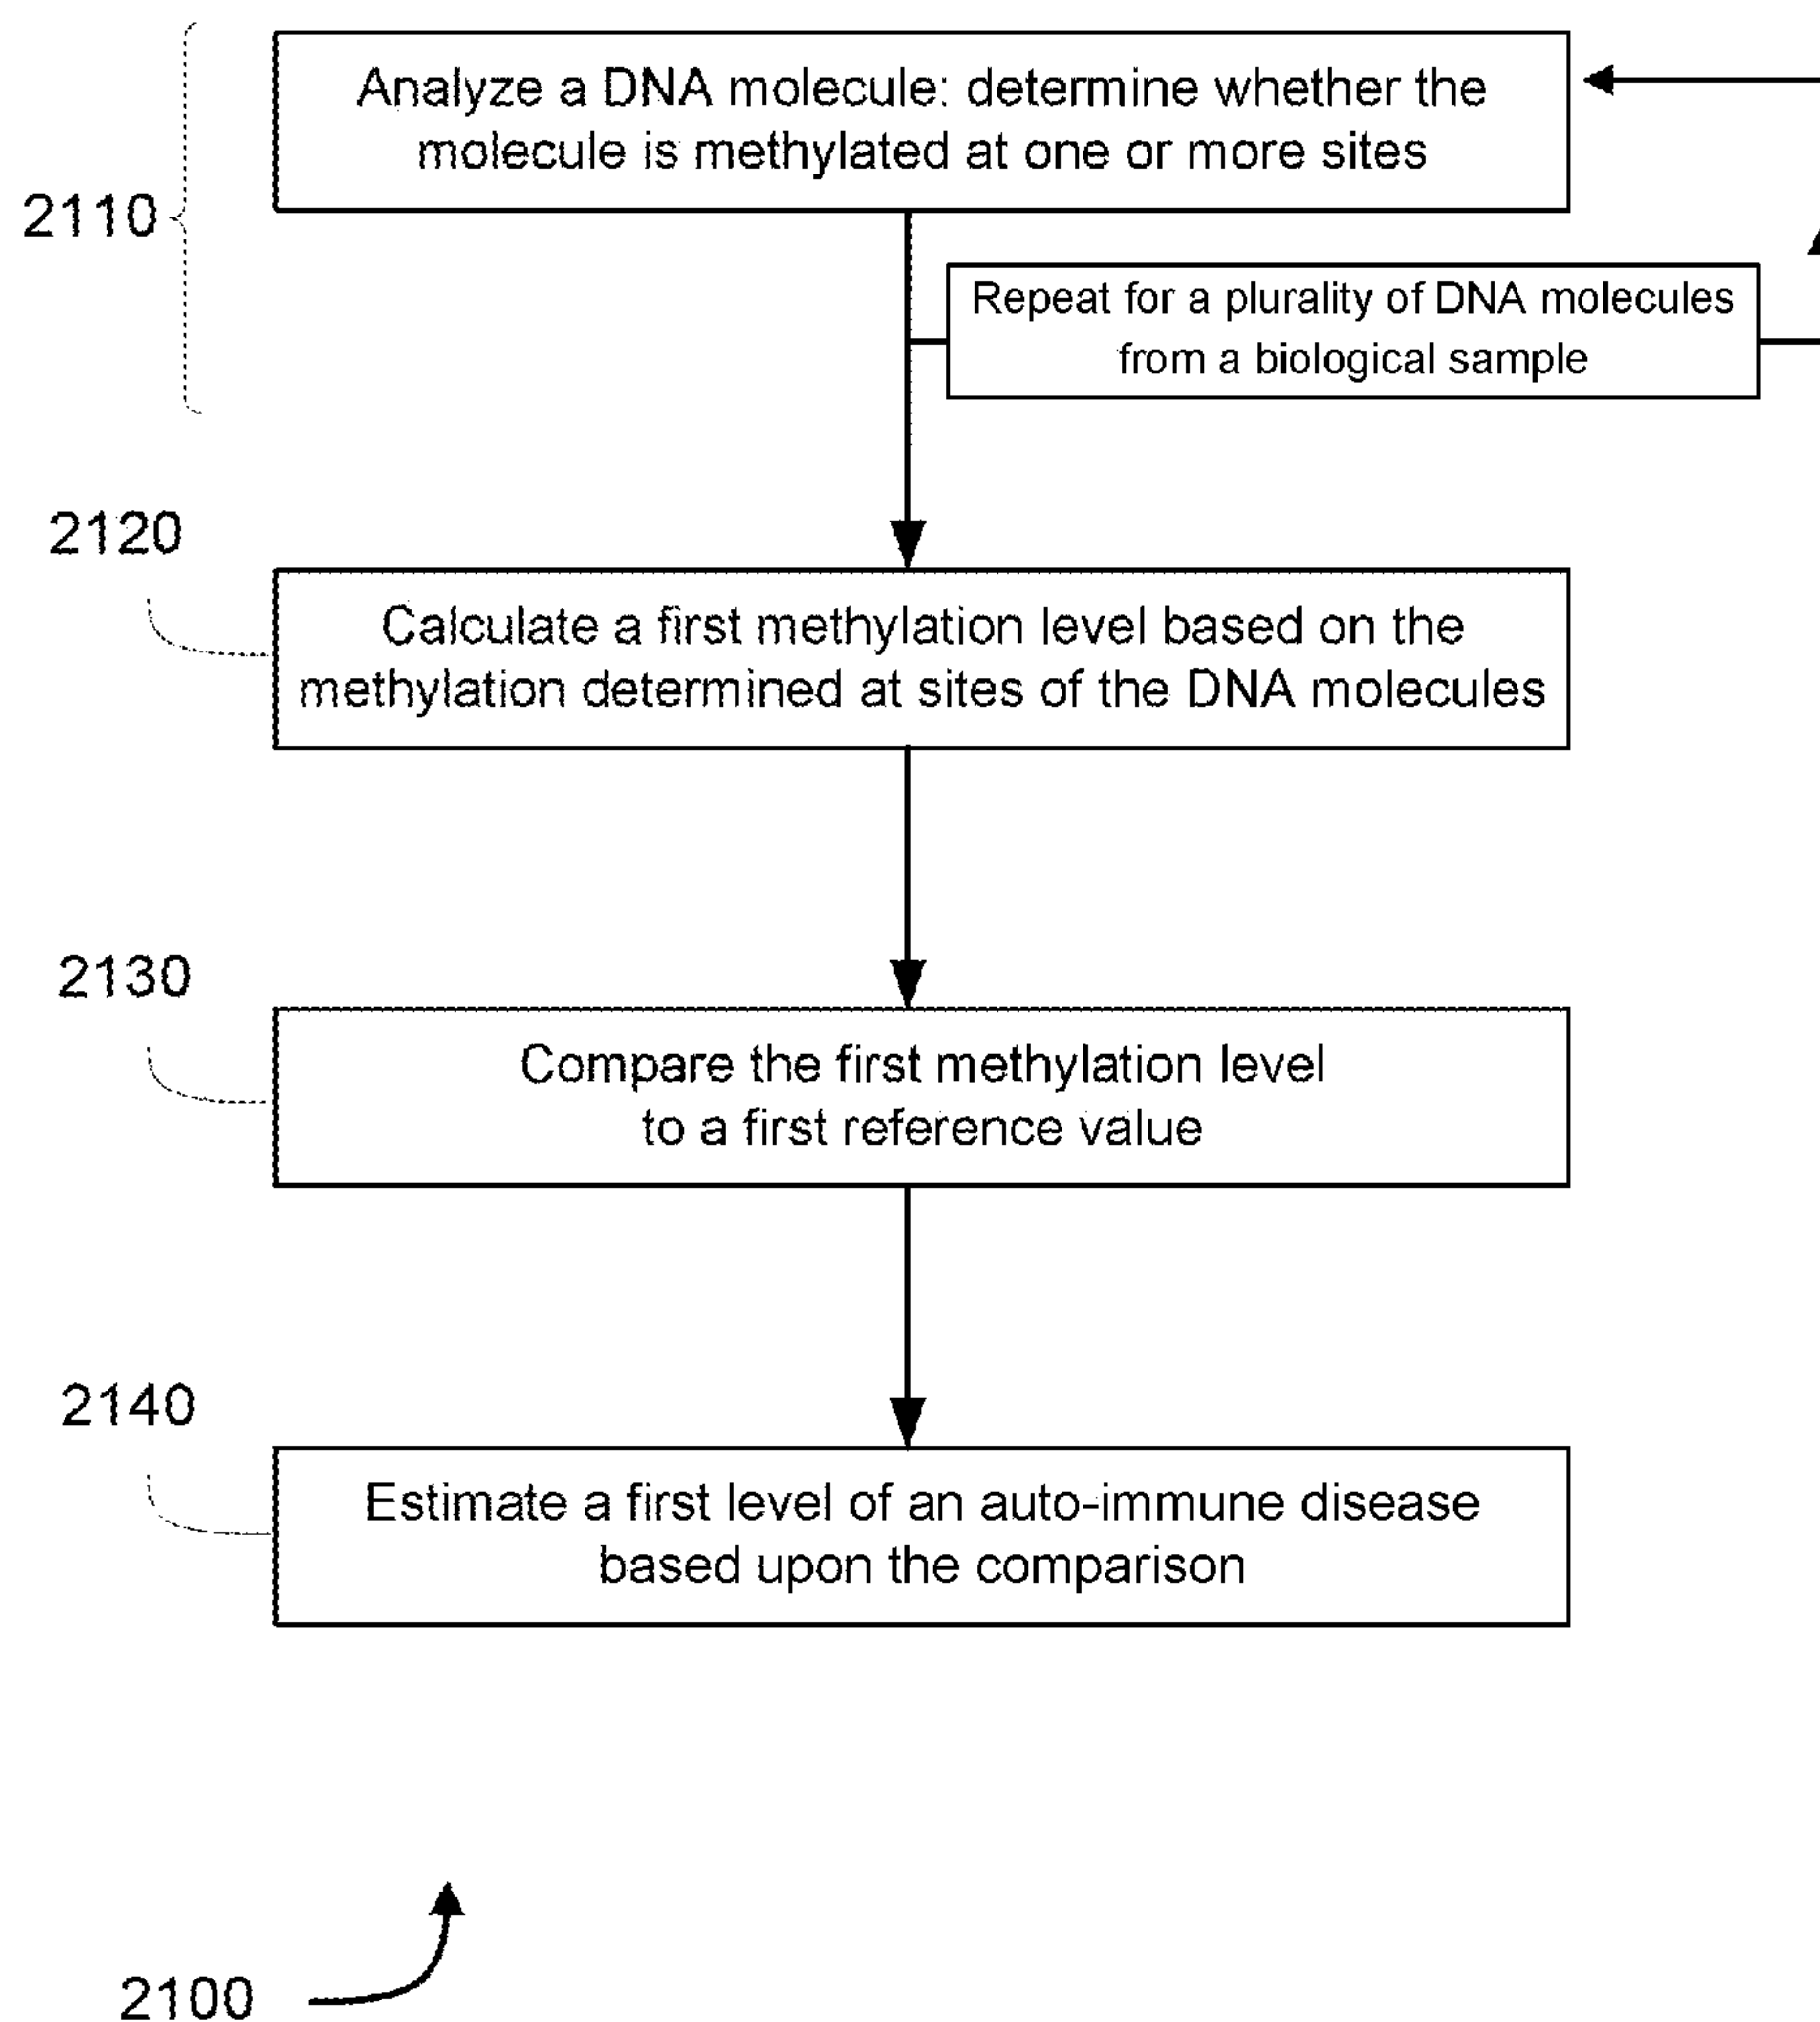 Analyze a DNA molecule: determine whether the
molecule is methylated at one or more sites
2110
Repeat for a plurality of DNA molecules
from a biological sample
2120
Calculate a first methylation level based on the
methylation determined at sites of the DNA molecules
2130
Compare the first methylation level
to a first reference value
2140
Estimate a first level of an auto-immune disease
based upon the comparison
2100